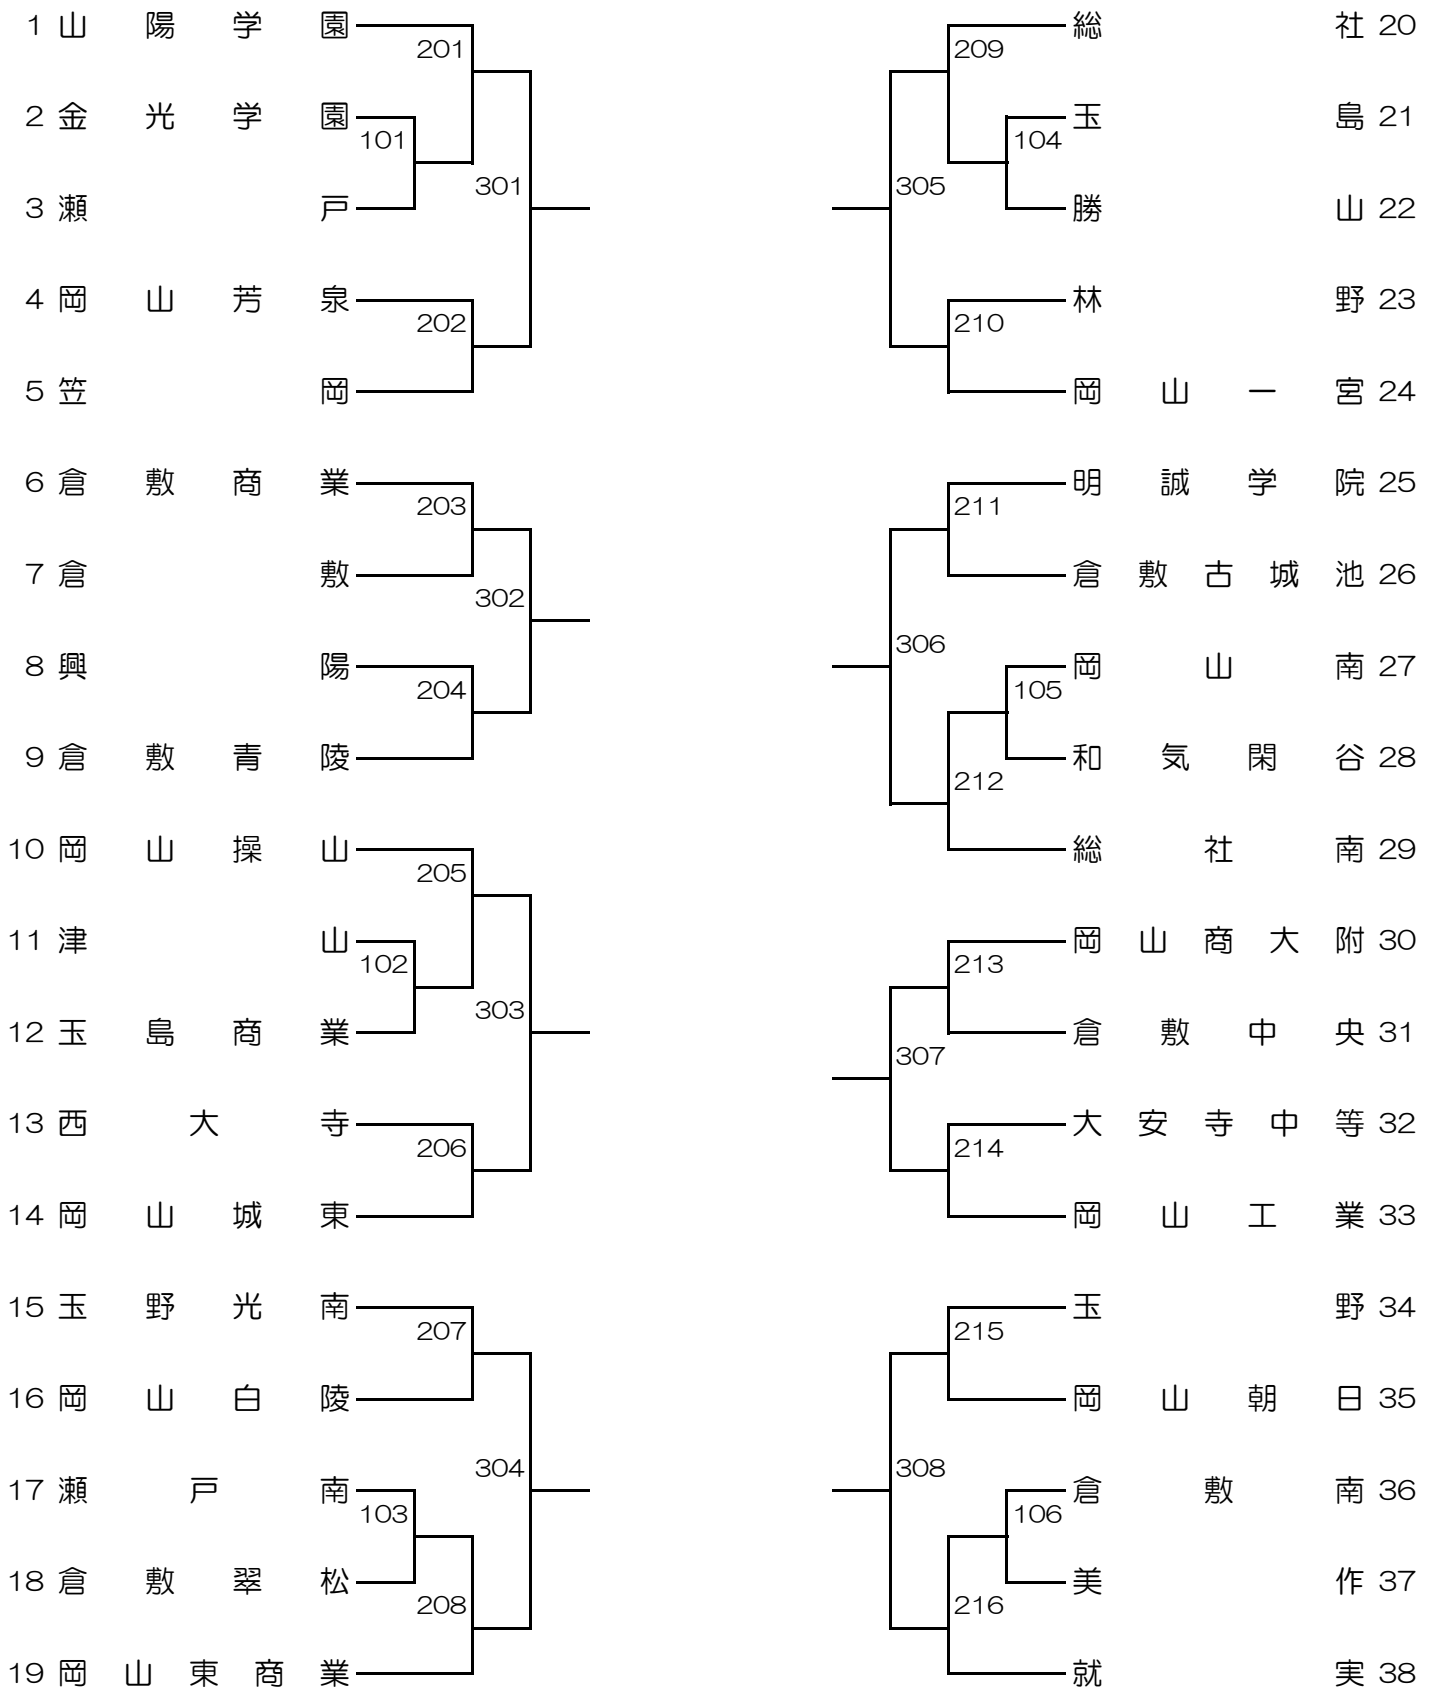 1 山陽学園
201
2 金光学園
101
3 瀬戸
301
4 岡山芳泉
202
5 笠岡
6 倉敷商業
203
7 倉敷
302
8 興陽
204
9 倉敷青陵
10 岡山操山
205
11 津山
102
12 玉島商業
303
13 西大寺
206
14 岡山城東
15 玉野光南
207
16 岡山白陵
304
17 瀬戸南
103
18 倉敷翠松
208
19 岡山東商業
総社 20
209
玉島 21
104
305
勝山 22
林野 23
210
岡山一宮 24
明誠学院 25
211
倉敷古城池 26
306
岡山南 27
105
和気閑谷 28
212
総社南 29
岡山商大附 30
213
倉敷中央 31
307
大安寺中等 32
214
岡山工業 33
玉野 34
215
岡山朝日 35
308
倉敷南 36
106
美作 37
216
就実 38